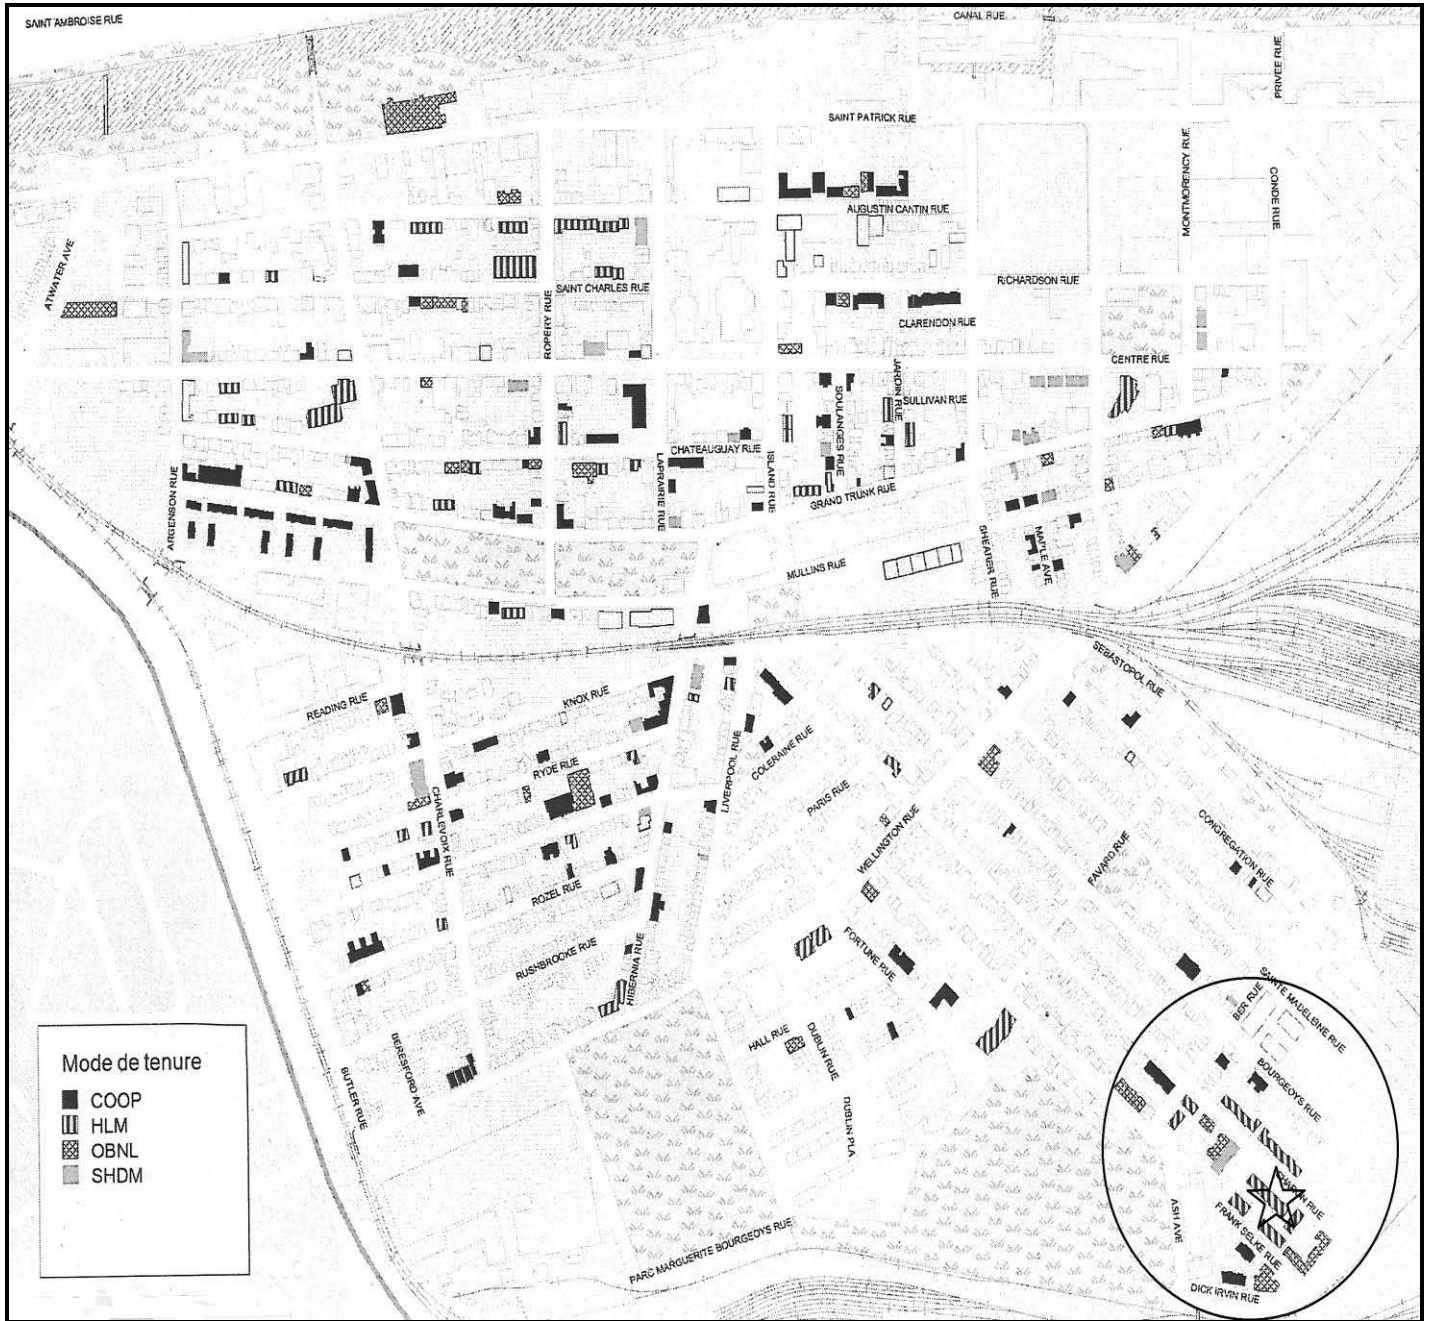 SAINT AMBROISE RUE
CANAL RUE
PRIVEE RUE
SAINT PATRICK RUE
MONTMORENCY RUE
CONDE RUE
AUGUSTIN CANTIN RUE
ATWATER AVE
RICHARDSON RUE
SAINT CHARLES RUE
ROPERY RUE
CLARENDON RUE
CENTRE RUE
JARDIN RUE
SOULANGES RUE
SULLIVAN RUE
CHATEAUGUAY RUE
LAPRAIRIE RUE
ISLAND RUE
GRAND TRUNK RUE
ARGENSON RUE
SHEARER RUE
MAPLE AVE
MULLINS RUE
SEBASTOPOL RUE
READING RUE
KNOX RUE
COLERAINE RUE
LIVERPOOL RUE
RYDE RUE
PARIS RUE
CHARLEVOIX RUE
WELLINGTON RUE
FAVARD RUE
CONGREGATION RUE
ROZEL RUE
RUSHBROOKE RUE
HIBERNIA RUE
FORTUNE RUE
SAINTE MADELEINE RUE
BER RUE
HALL RUE
DUBLIN RUE
BERESFORD AVE
BUTLER RUE
BOURGEOYS RUE
DUBLIN PLA
ASH AVE
FRANK SELKE RUE
DICK IRVIN RUE
PARC MARGUERITE BOURGEOYS RUE
Mode de tenure
COOP
HLM
OBNL
SHDM